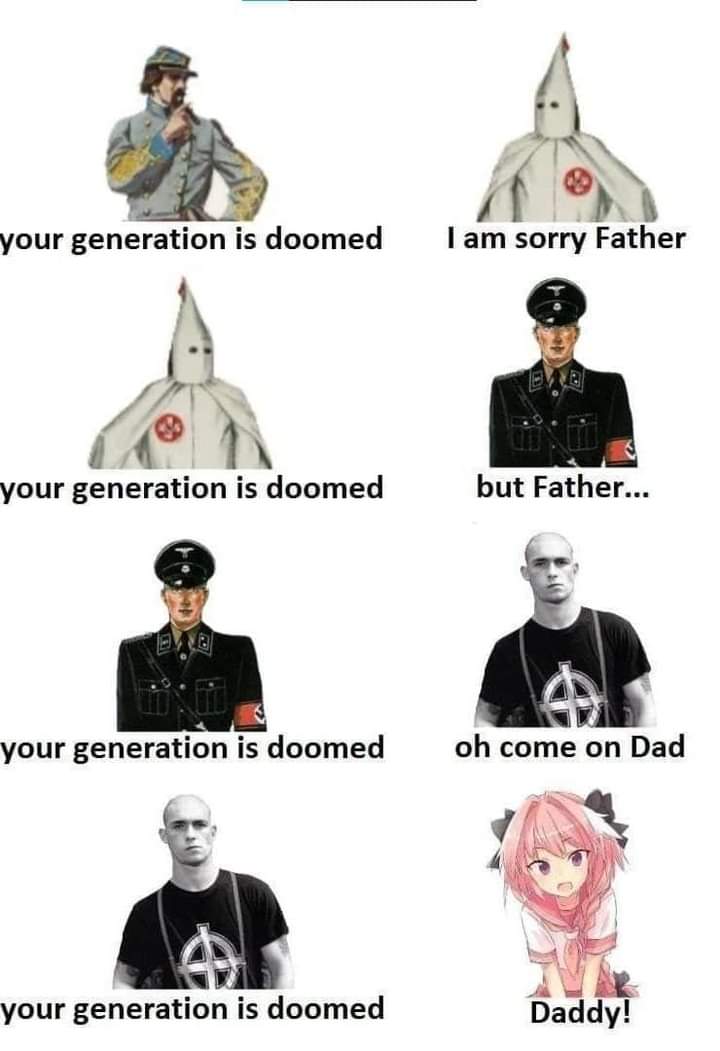 your generation is doomed
I am sorry Father
your generation is doomed
but Father...
your generation is doomed
oh come on Dad
your generation is doomed
Daddy!